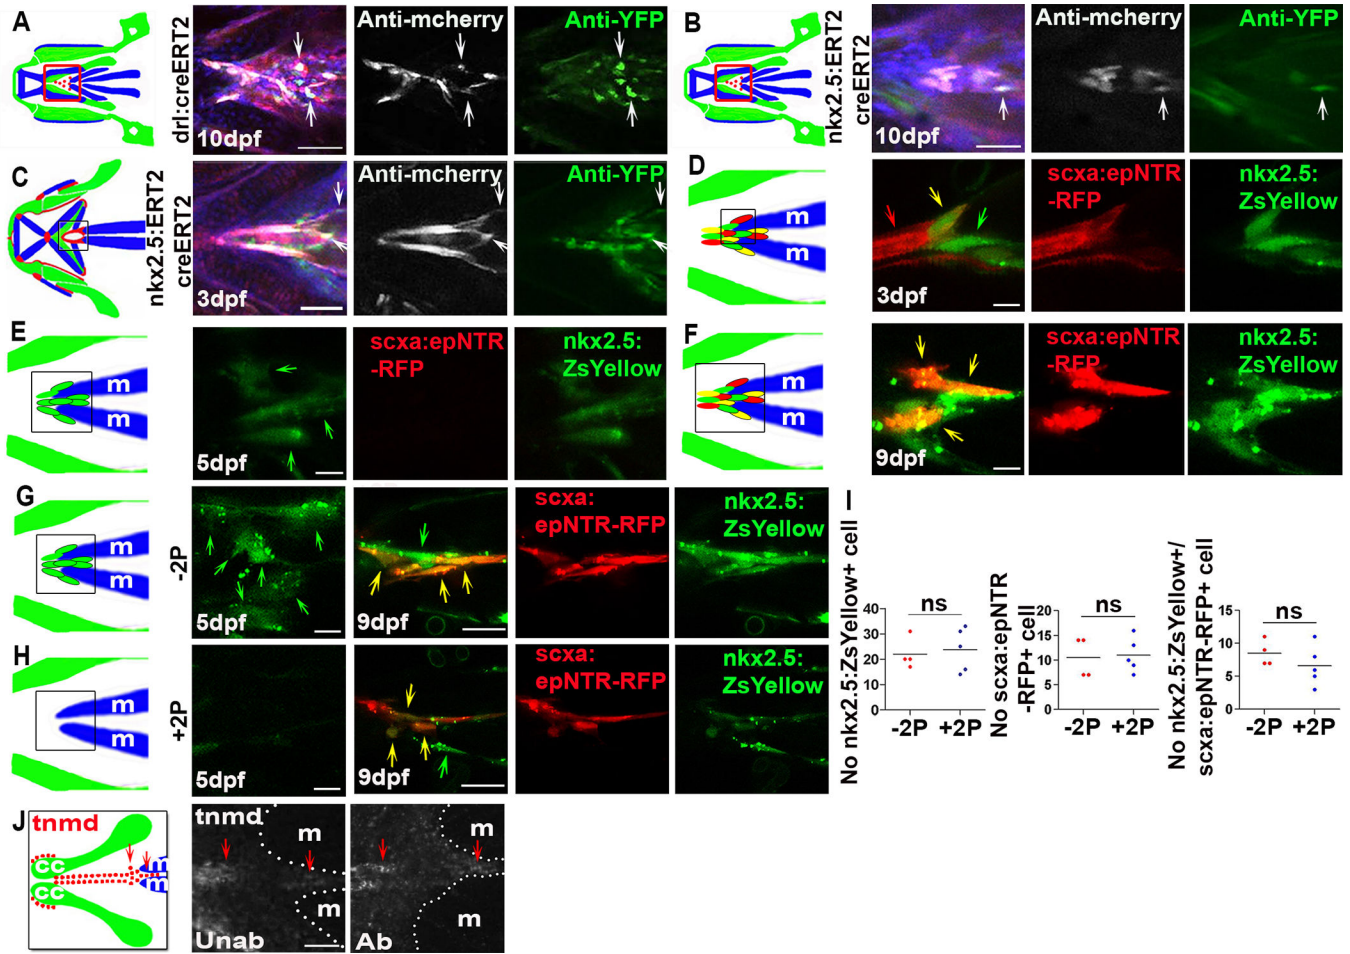 A
drl:creERT2
10dpf
Anti-mcherry
Anti-YFP
B
nkx2.5:ERT2
creERT2
10dpf
Anti-mcherry
Anti-YFP
C
nkx2.5:ERT2
creERT2
3dpf
Anti-mcherry
Anti-YFP
D
m
m
3dpf
scxa:epNTR
-RFP
nkx2.5:
ZsYellow
E
m
m
5dpf
scxa:epNTR
-RFP
nkx2.5:
ZsYellow
F
m
m
9dpf
scxa:epNTR
-RFP
nkx2.5:
ZsYellow
G
m
m
-2P
5dpf
9dpf
scxa:
epNTR-RFP
nkx2.5:
ZsYellow
H
m
m
+2P
5dpf
9dpf
scxa:
epNTR-RFP
nkx2.5:
ZsYellow
I
No nkx2.5:ZsYellow+ cell
40
30
20
10
0
ns
-2P +2P
No scxa:epNTR
-RFP+ cell
20
15
10
5
0
ns
-2P +2P
No nkx2.5:ZsYellow+/
scxa:epNTR-RFP+ cell
15
10
5
0
ns
-2P +2P
J
tnmd
cc
cc
m
m
tnmd
m
m
Unab
m
m
Ab